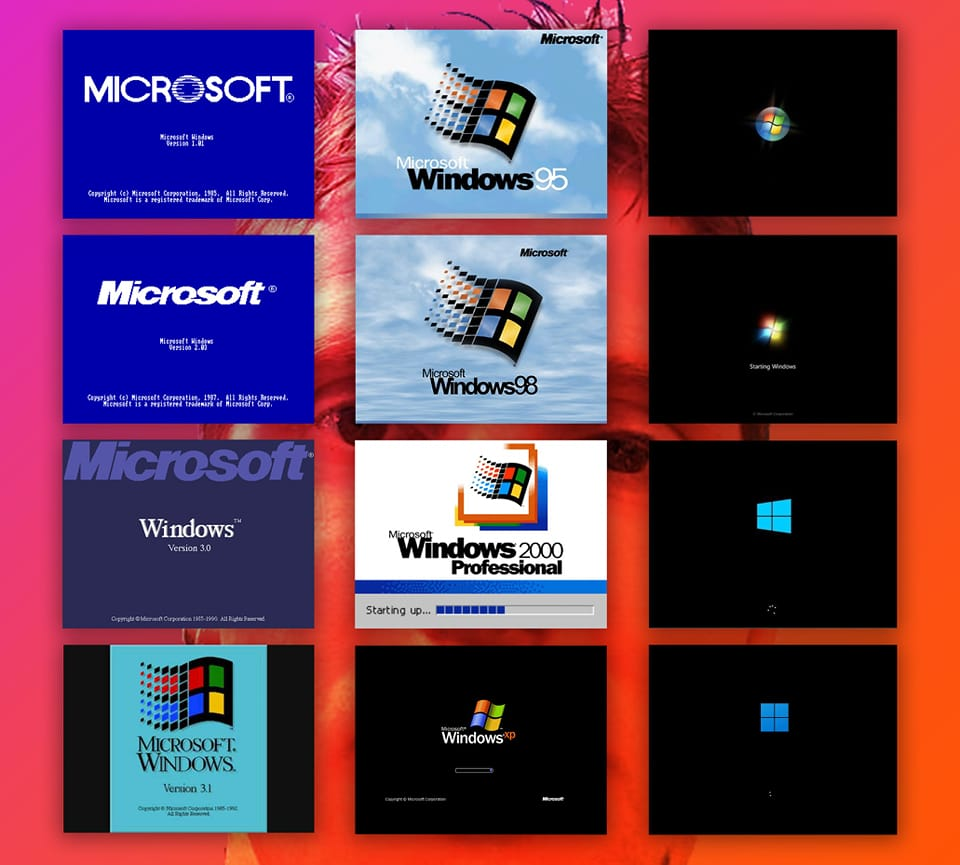 MICROSOFT®
Microsoft Windows
Version 1.01
Copyright (c) Microsoft Corporation, 1985. All Rights Reserved.
Microsoft is a registered trademark of Microsoft Corp.
Microsoft®
Microsoft Windows
Version 2.03
Copyright (c) Microsoft Corporation, 1987. All Rights Reserved.
Microsoft is a registered trademark of Microsoft Corp.
Microsoft®
Windows™
Version 3.0
Copyright © Microsoft Corporation 1985-1990. All Rights Reserved.
MICROSOFT.
WINDOWS.
Version 3.1
Copyright © Microsoft Corporation 1985-1992.
All Rights Reserved.
Microsoft®
Microsoft
Windows 95
Microsoft
Microsoft
Windows 98
Microsoft
Windows 2000
Professional
Starting up...
Microsoft®
Windows xp
Copyright © Microsoft Corporation
Microsoft
Starting Windows
© Microsoft Corporation